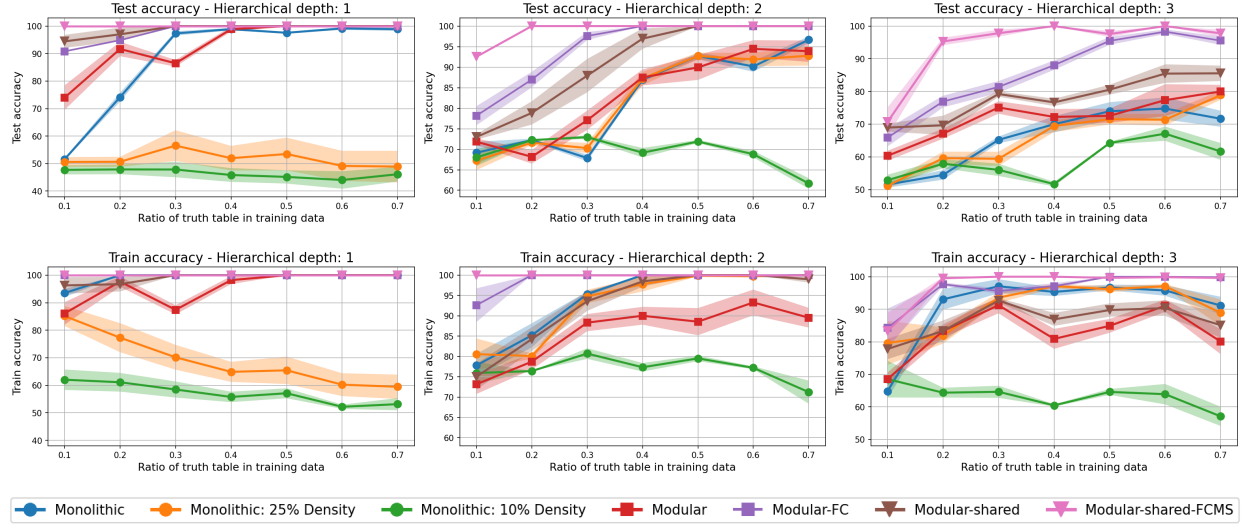 Test accuracy - Hierarchical depth: 1
Test accuracy
100
90
80
70
60
50
40
0.1 0.2 0.3 0.4 0.5 0.6 0.7
Ratio of truth table in training data
Test accuracy - Hierarchical depth: 2
Test accuracy
100
95
90
85
80
75
70
65
60
0.1 0.2 0.3 0.4 0.5 0.6 0.7
Ratio of truth table in training data
Test accuracy - Hierarchical depth: 3
Test accuracy
100
90
80
70
60
50
0.1 0.2 0.3 0.4 0.5 0.6 0.7
Ratio of truth table in training data
Train accuracy - Hierarchical depth: 1
Train accuracy
100
90
80
70
60
50
40
0.1 0.2 0.3 0.4 0.5 0.6 0.7
Ratio of truth table in training data
Train accuracy - Hierarchical depth: 2
Train accuracy
100
95
90
85
80
75
70
65
60
0.1 0.2 0.3 0.4 0.5 0.6 0.7
Ratio of truth table in training data
Train accuracy - Hierarchical depth: 3
Train accuracy
100
90
80
70
60
50
0.1 0.2 0.3 0.4 0.5 0.6 0.7
Ratio of truth table in training data
Monolithic Monolithic: 25% Density Monolithic: 10% Density Modular Modular-FC Modular-shared Modular-shared-FCMS